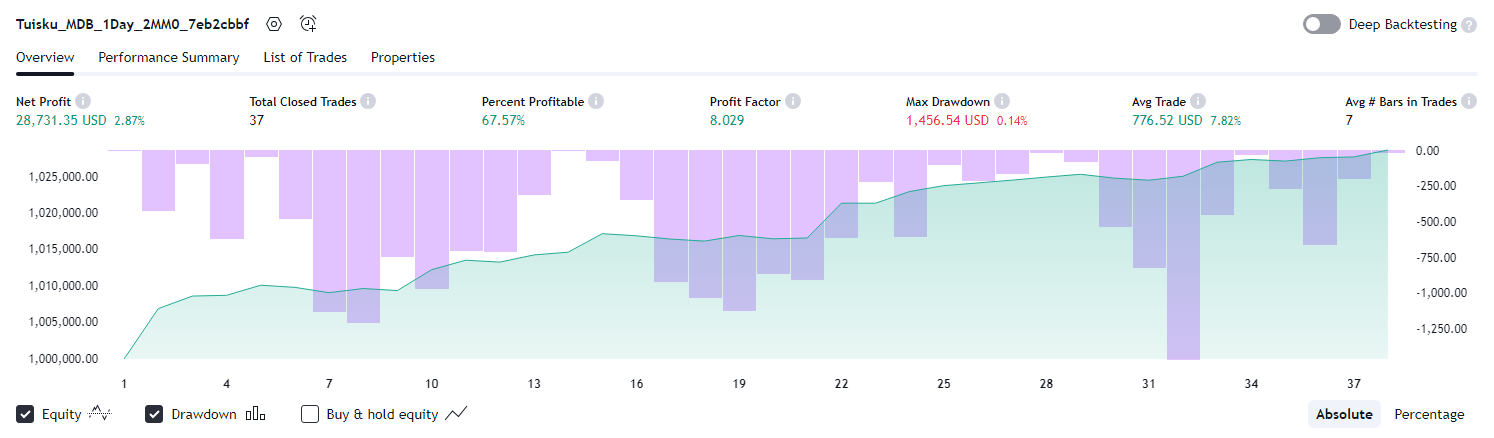 Tuisku_MDB_1Day_2MM0_7eb2cbbf
Deep Backtesting ?
Overview Performance Summary List of Trades Properties
Net Profit Total Closed Trades Percent Profitable Profit Factor Max Drawdown Avg Trade Avg # Bars in Trades
28,731.35 USD 2.87% 37 67.57% 8.029 1,456.54 USD 0.14% 776.52 USD 7.82% 7
0.00
1,025,000.00
-250.00
1,020,000.00
-500.00
1,015,000.00
-750.00
1,010,000.00
-1,000.00
1,005,000.00
-1,250.00
1,000,000.00
1 4 7 10 13 16 19 22 25 28 31 34 37
Equity Drawdown Buy & hold equity Absolute Percentage